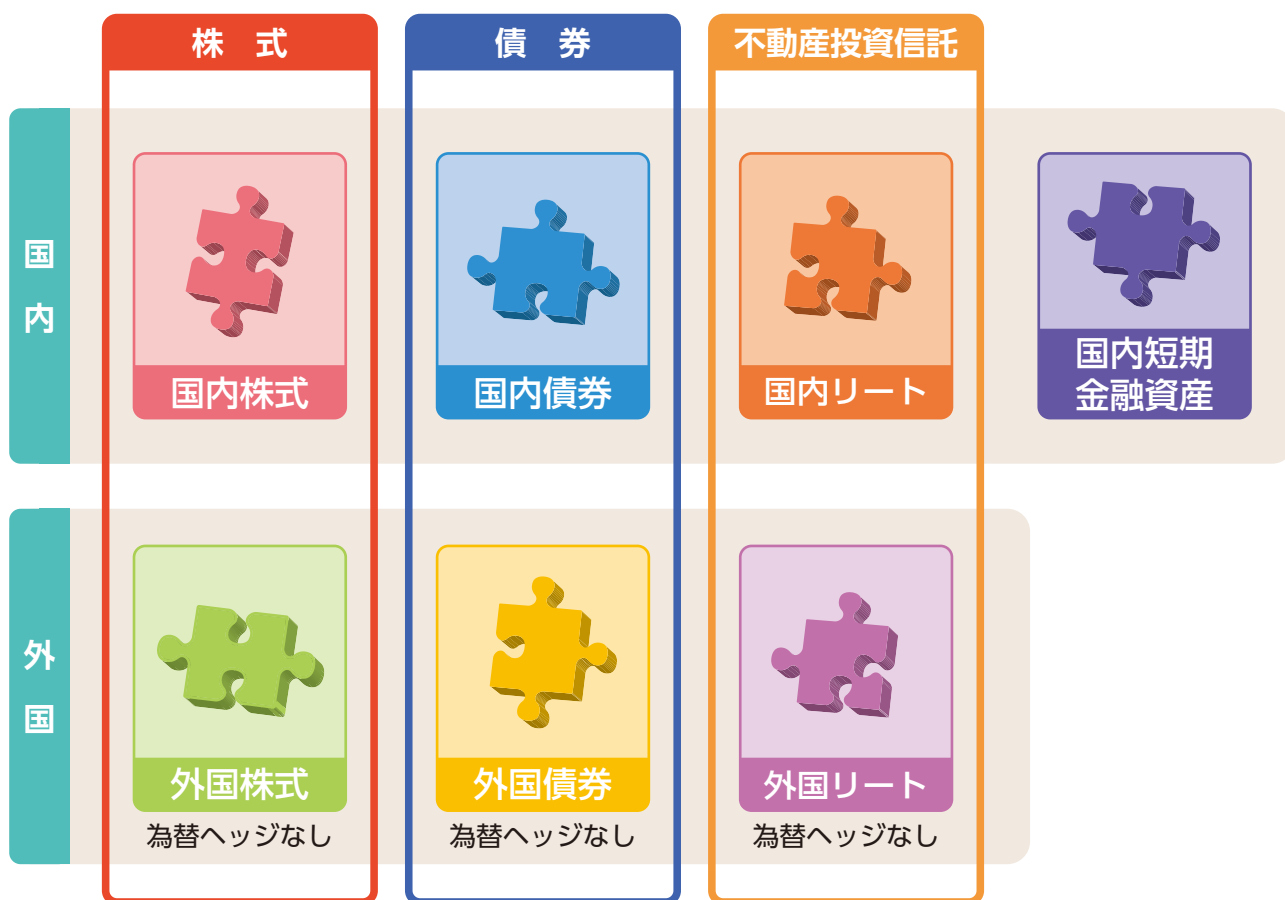 株 式
債 券
不動産投資信託
国内
国内株式
国内債券
国内リート
国内短期
金融資産
外国
外国株式
為替ヘッジなし
外国債券
為替ヘッジなし
外国リート
為替ヘッジなし